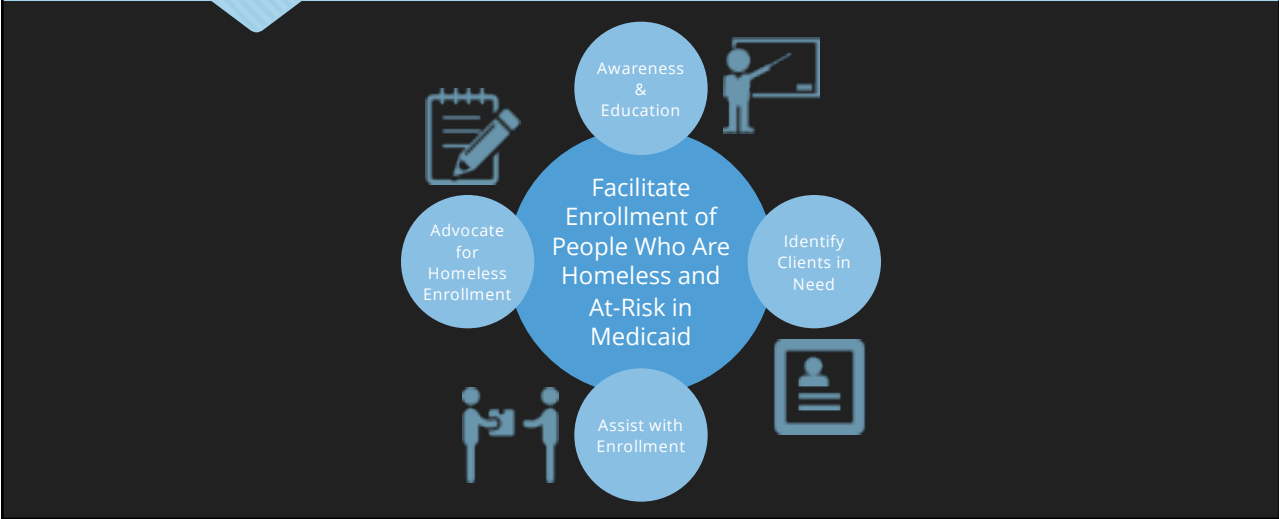 Awareness
&
Education
Facilitate
Enrollment of
People Who Are
Homeless and
At-Risk in
Medicaid
Advocate
for
Homeless
Enrollment
Identify
Clients in
Need
Assist with
Enrollment